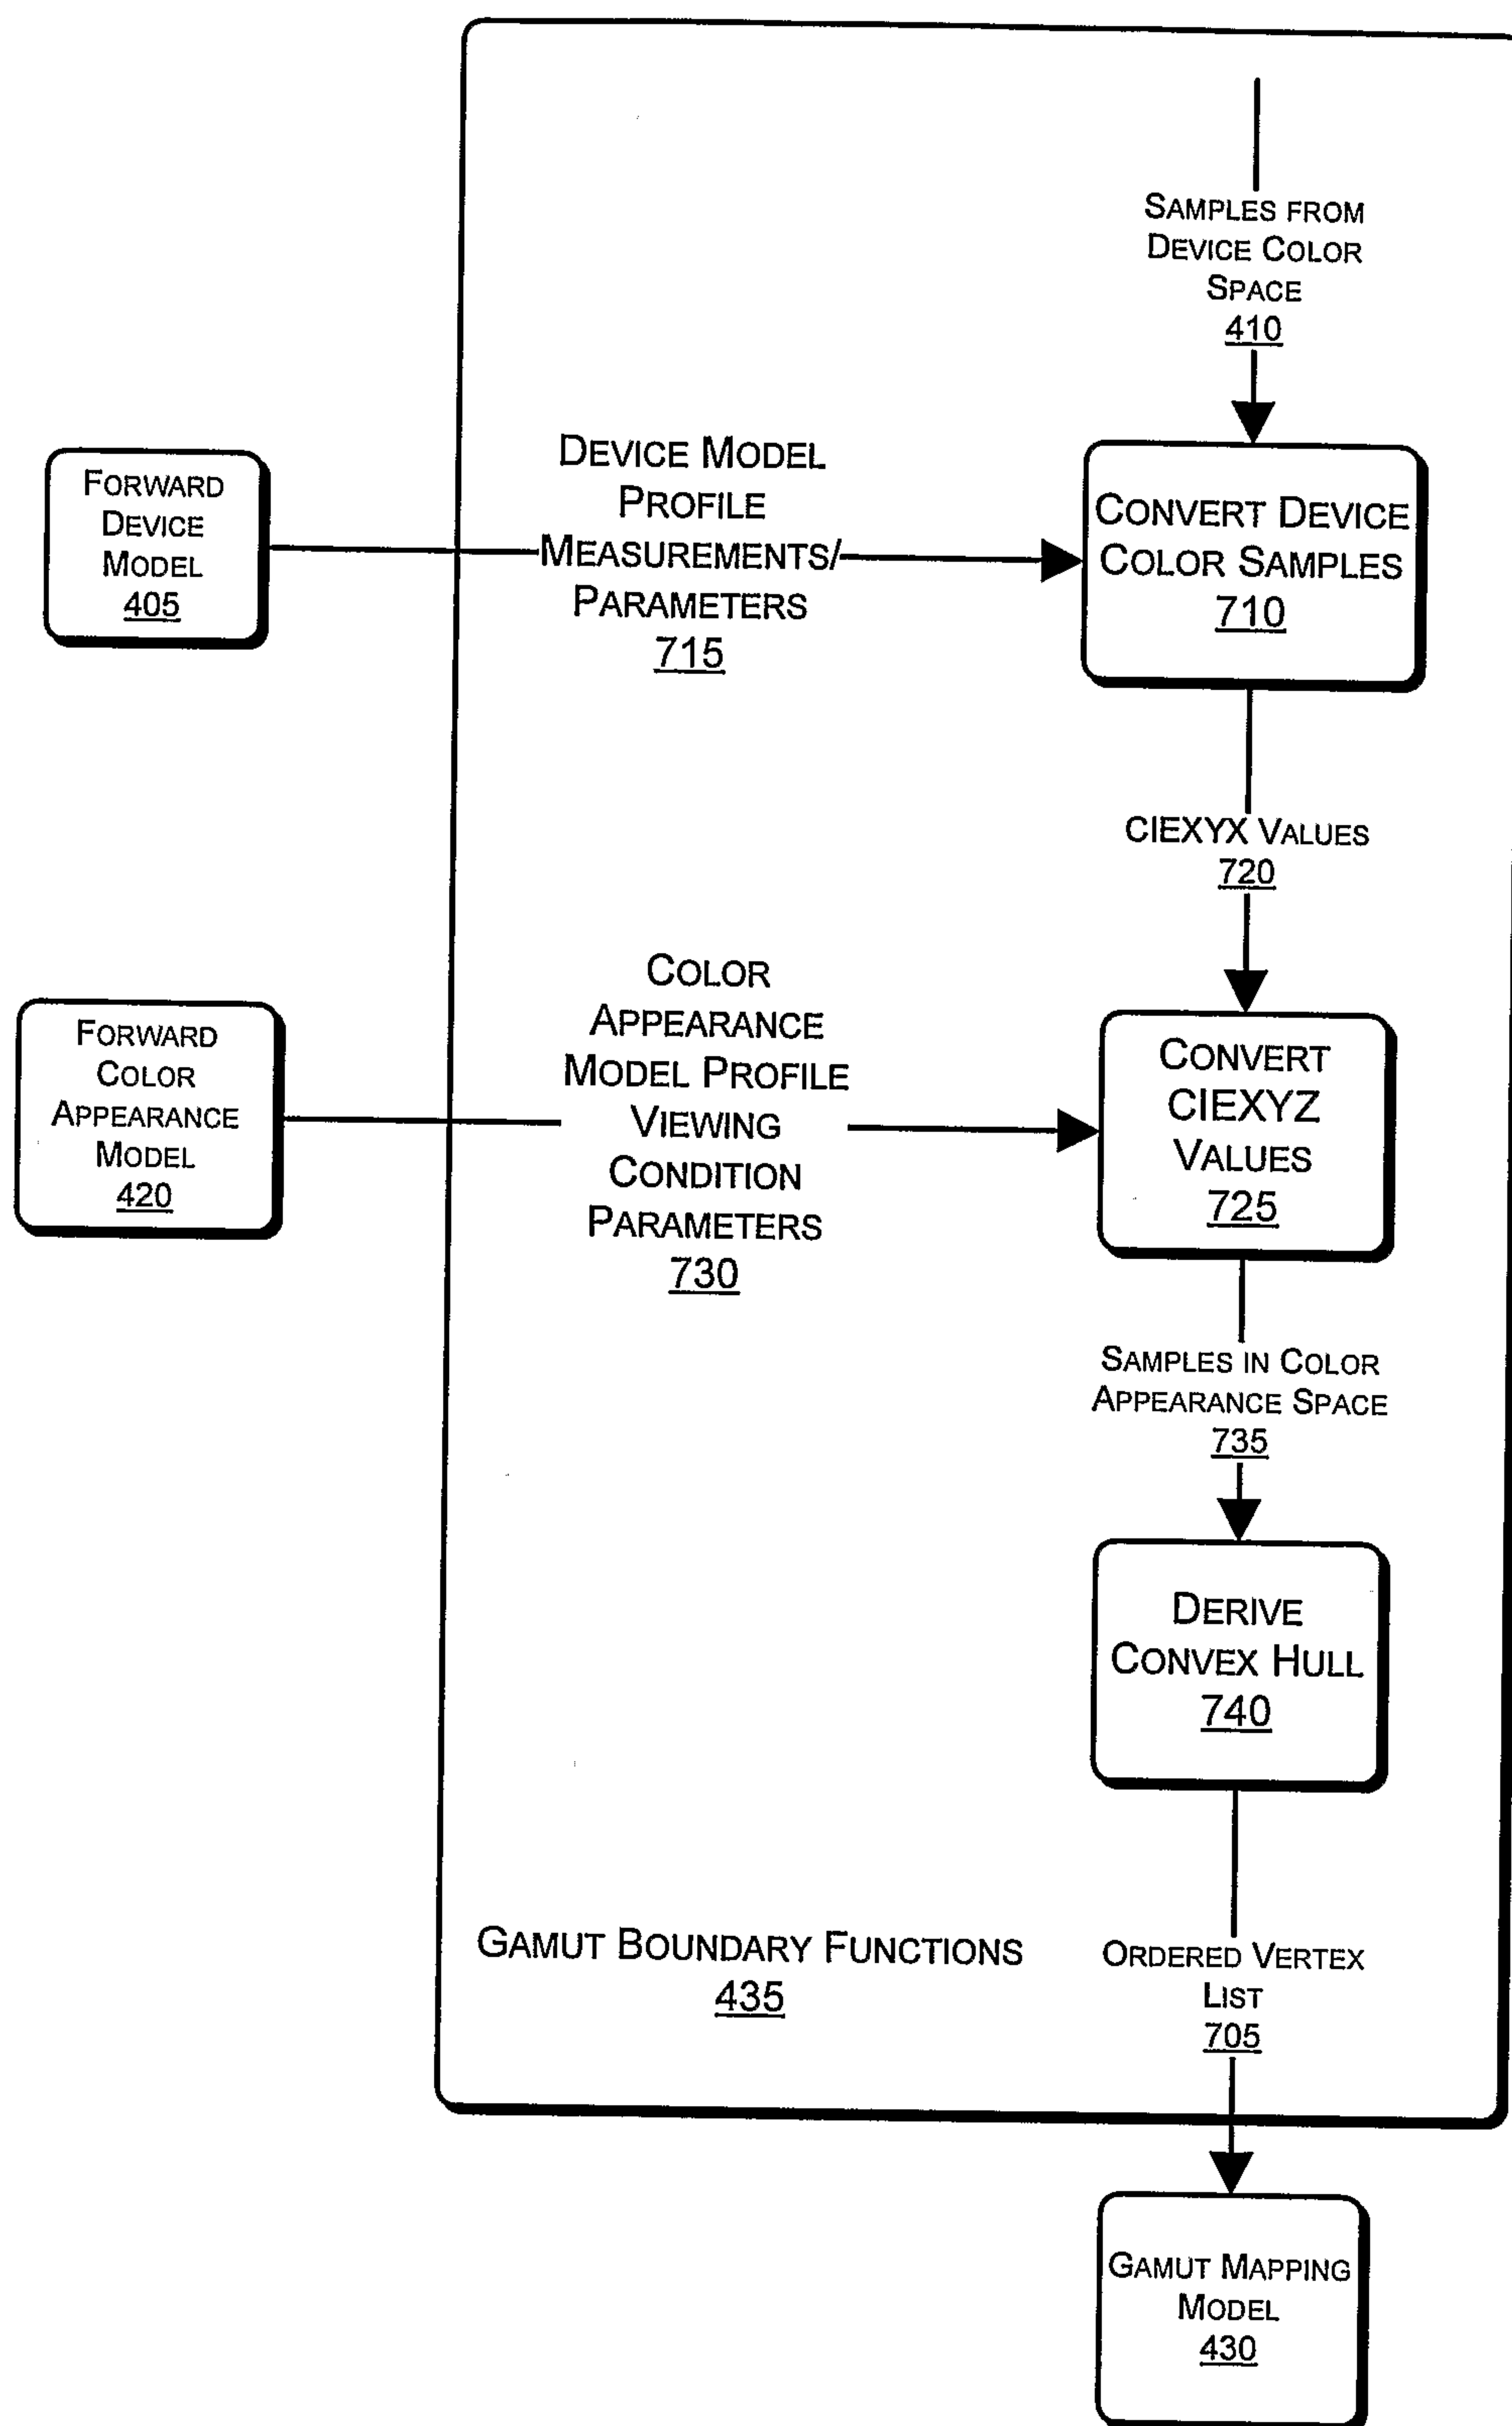 SAMPLES FROM
DEVICE COLOR
SPACE
410
FORWARD
DEVICE
MODEL
405
DEVICE MODEL
PROFILE
MEASUREMENTS/
PARAMETERS
715
CONVERT DEVICE
COLOR SAMPLES
710
CIEXYX VALUES
720
FORWARD
COLOR
APPEARANCE
MODEL
420
COLOR
APPEARANCE
MODEL PROFILE
VIEWING
CONDITION
PARAMETERS
730
CONVERT
CIEXYZ
VALUES
725
SAMPLES IN COLOR
APPEARANCE SPACE
735
DERIVE
CONVEX HULL
740
GAMUT BOUNDARY FUNCTIONS
435
ORDERED VERTEX
LIST
705
GAMUT MAPPING
MODEL
430